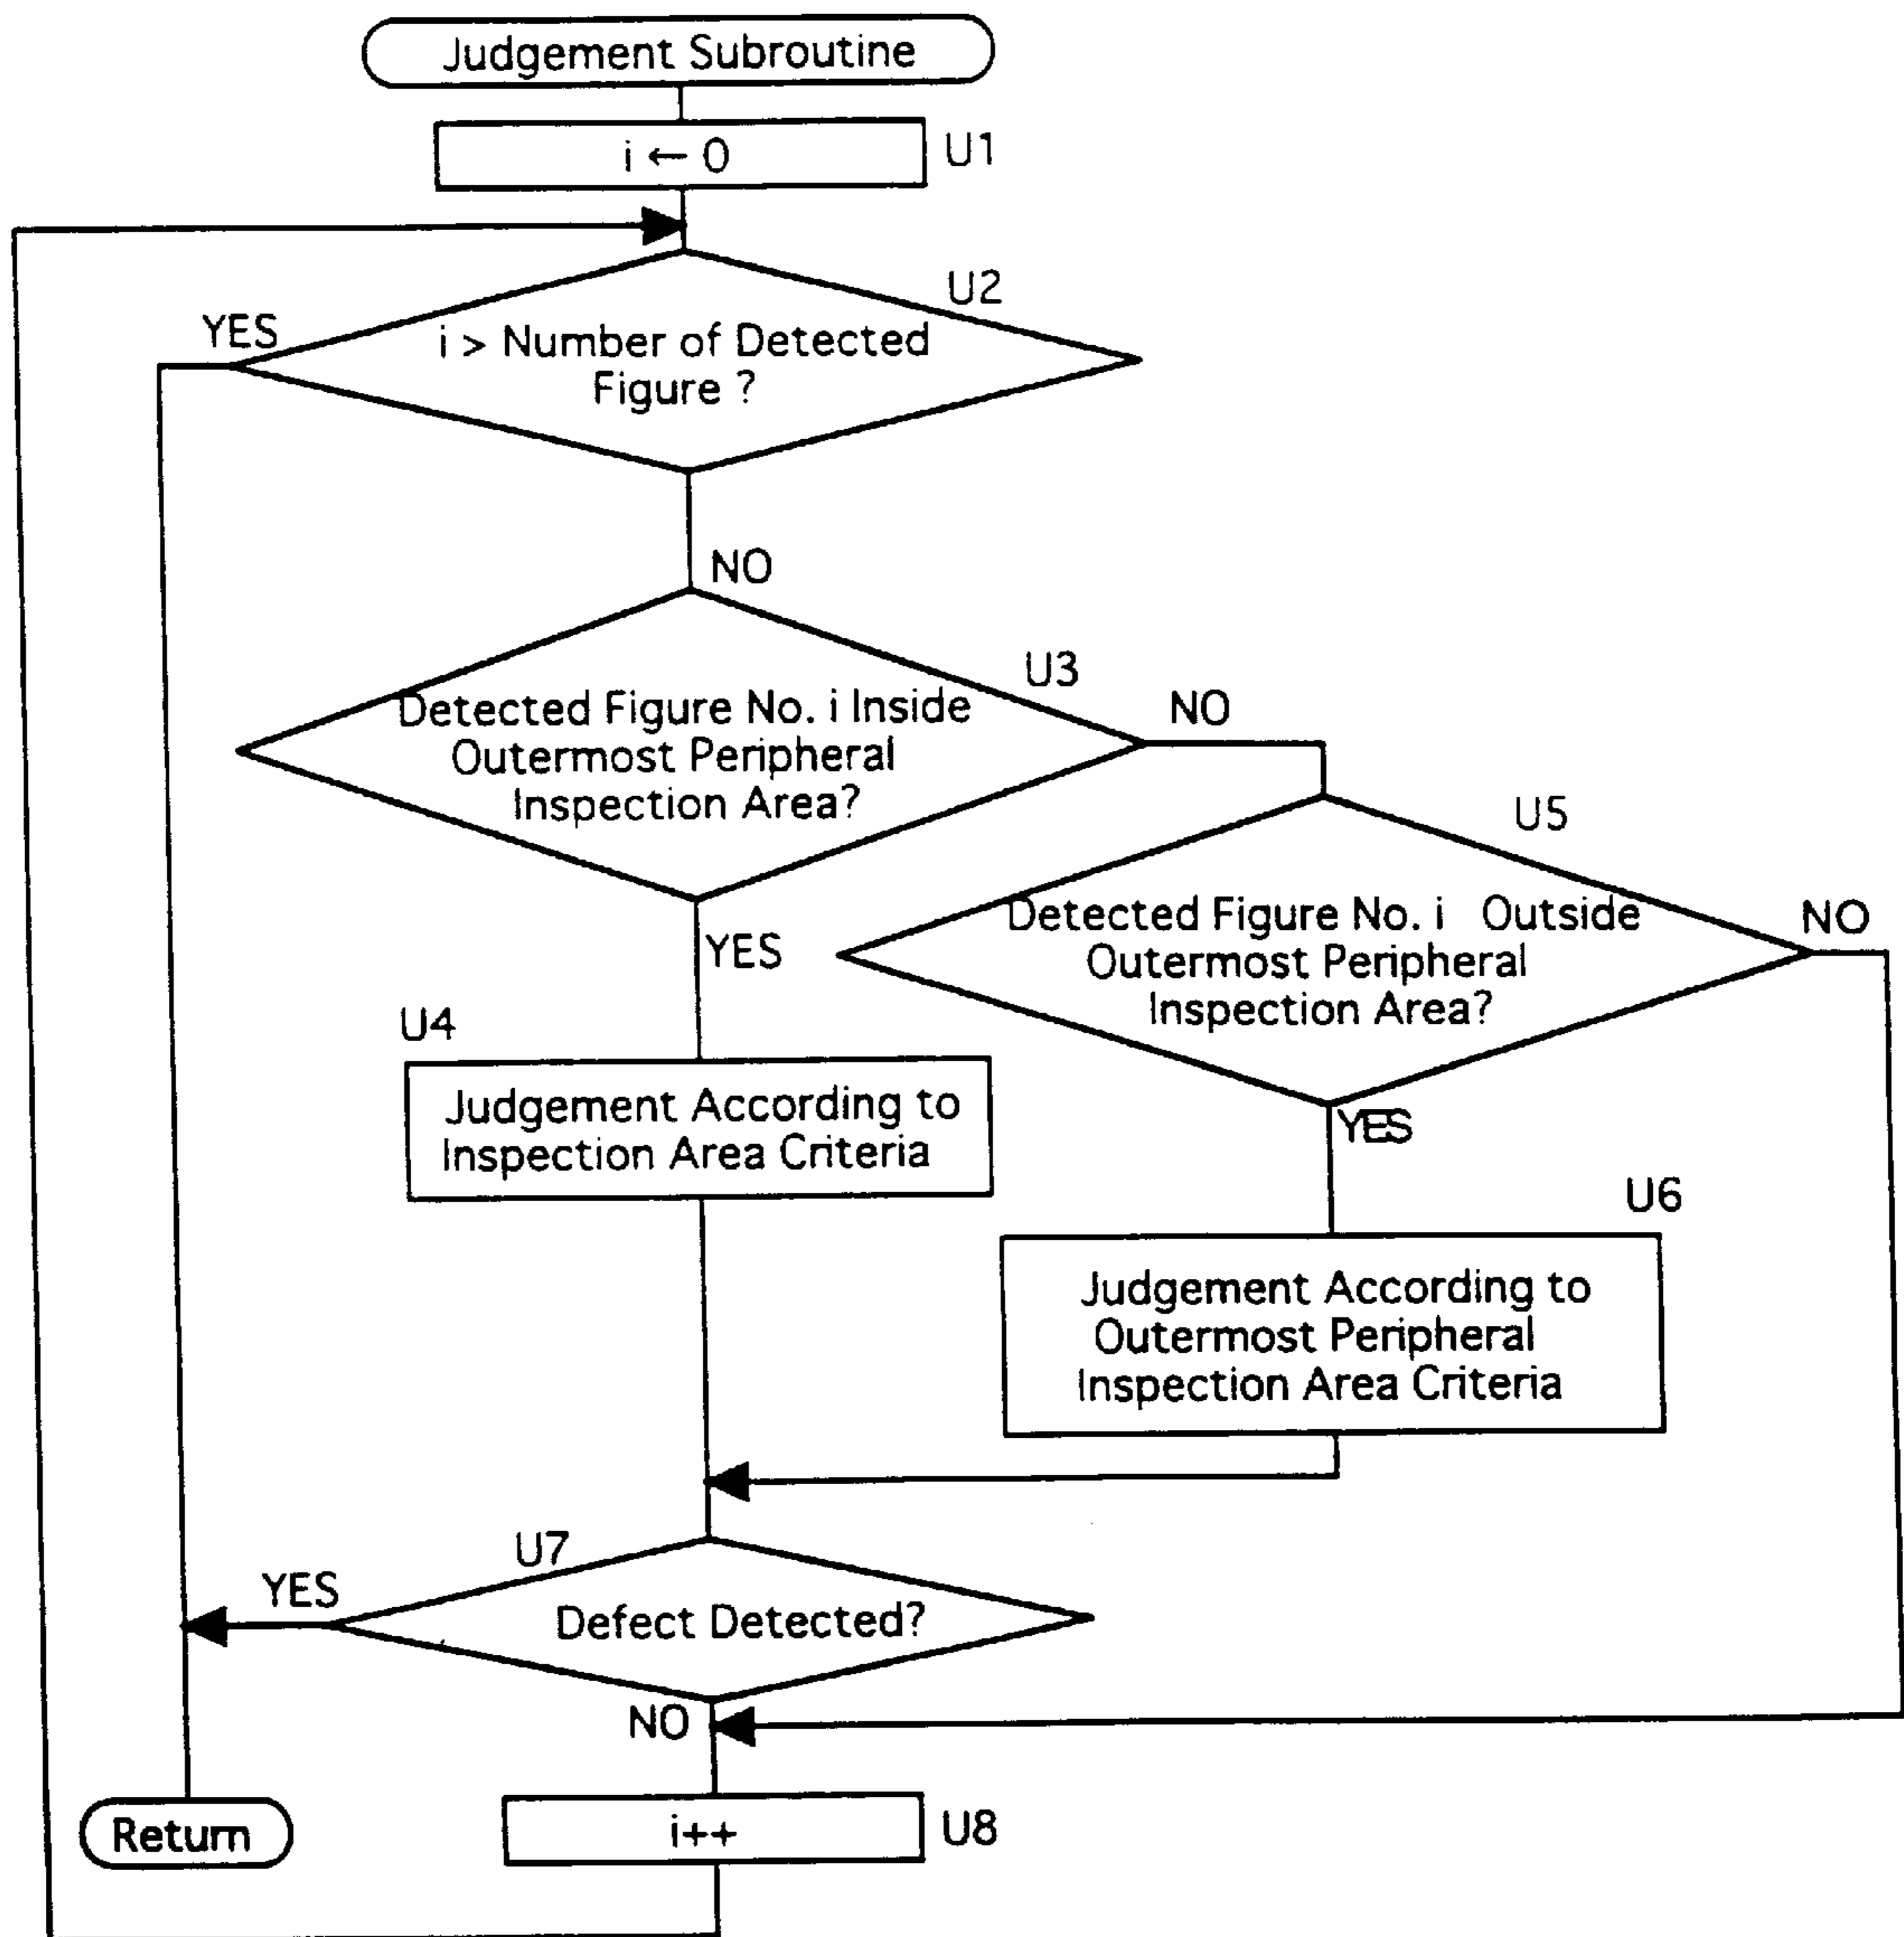 Judgement Subroutine
i ← 0
U1
U2
YES
i > Number of Detected
Figure ?
NO
U3
Detected Figure No. i Inside
Outermost Peripheral
Inspection Area?
NO
YES
U5
Detected Figure No. i Outside
Outermost Peripheral
Inspection Area?
NO
YES
U4
Judgement According to
Inspection Area Criteria
U6
Judgement According to
Outermost Peripheral
Inspection Area Criteria
U7
YES
Defect Detected?
NO
Return
i++
U8